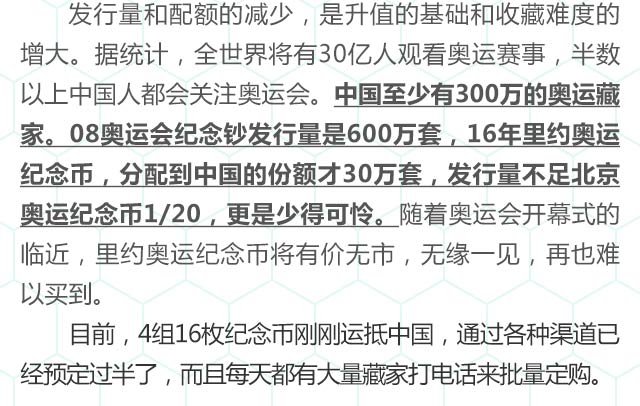 发行量和配额的减少，是升值的基础和收藏难度的
增大。据统计，全世界将有30亿人观看奥运赛事，半数
以上中国人都会关注奥运会。中国至少有300万的奥运藏
家。08奥运会纪念钞发行量是600万套，16年里约奥运
纪念币，分配到中国的份额才30万套，发行量不足北京
奥运纪念币1/20，更是少得可怜。随着奥运会开幕式的
临近，里约奥运纪念币将有价无市，无缘一见，再也难
以买到。
目前，4组16枚纪念币刚刚运抵中国，通过各种渠道已
经预定过半了，而且每天都有大量藏家打电话来批量定购。